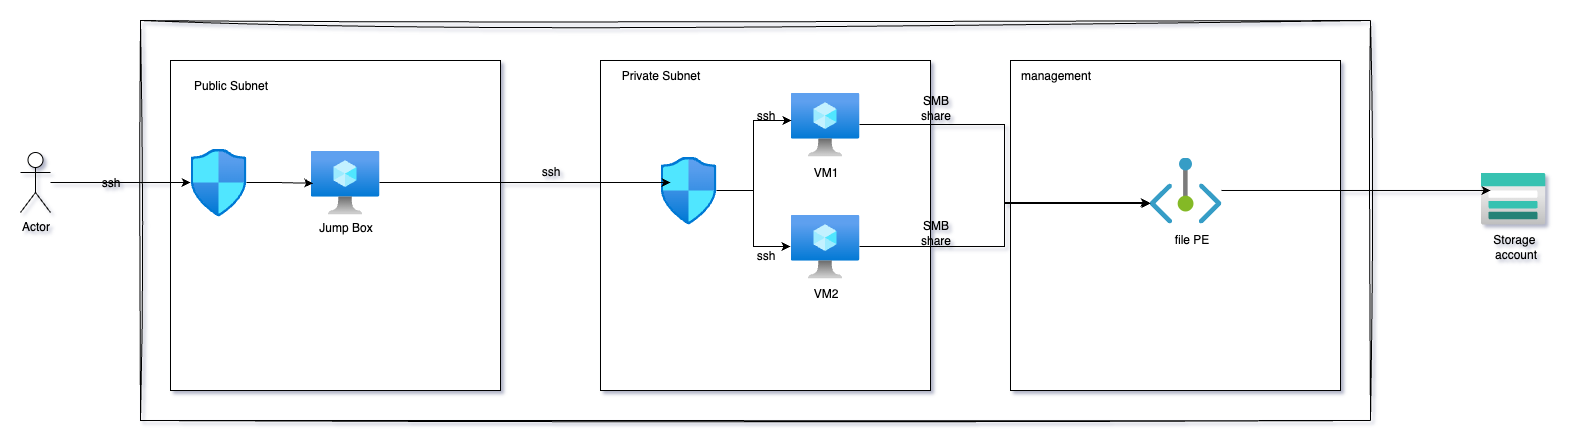 Public Subnet
Private Subnet
management
SMB
share
ssh
VM1
ssh
ssh
Actor
Jump Box
SMB
share
ssh
VM2
file PE
Storage
account